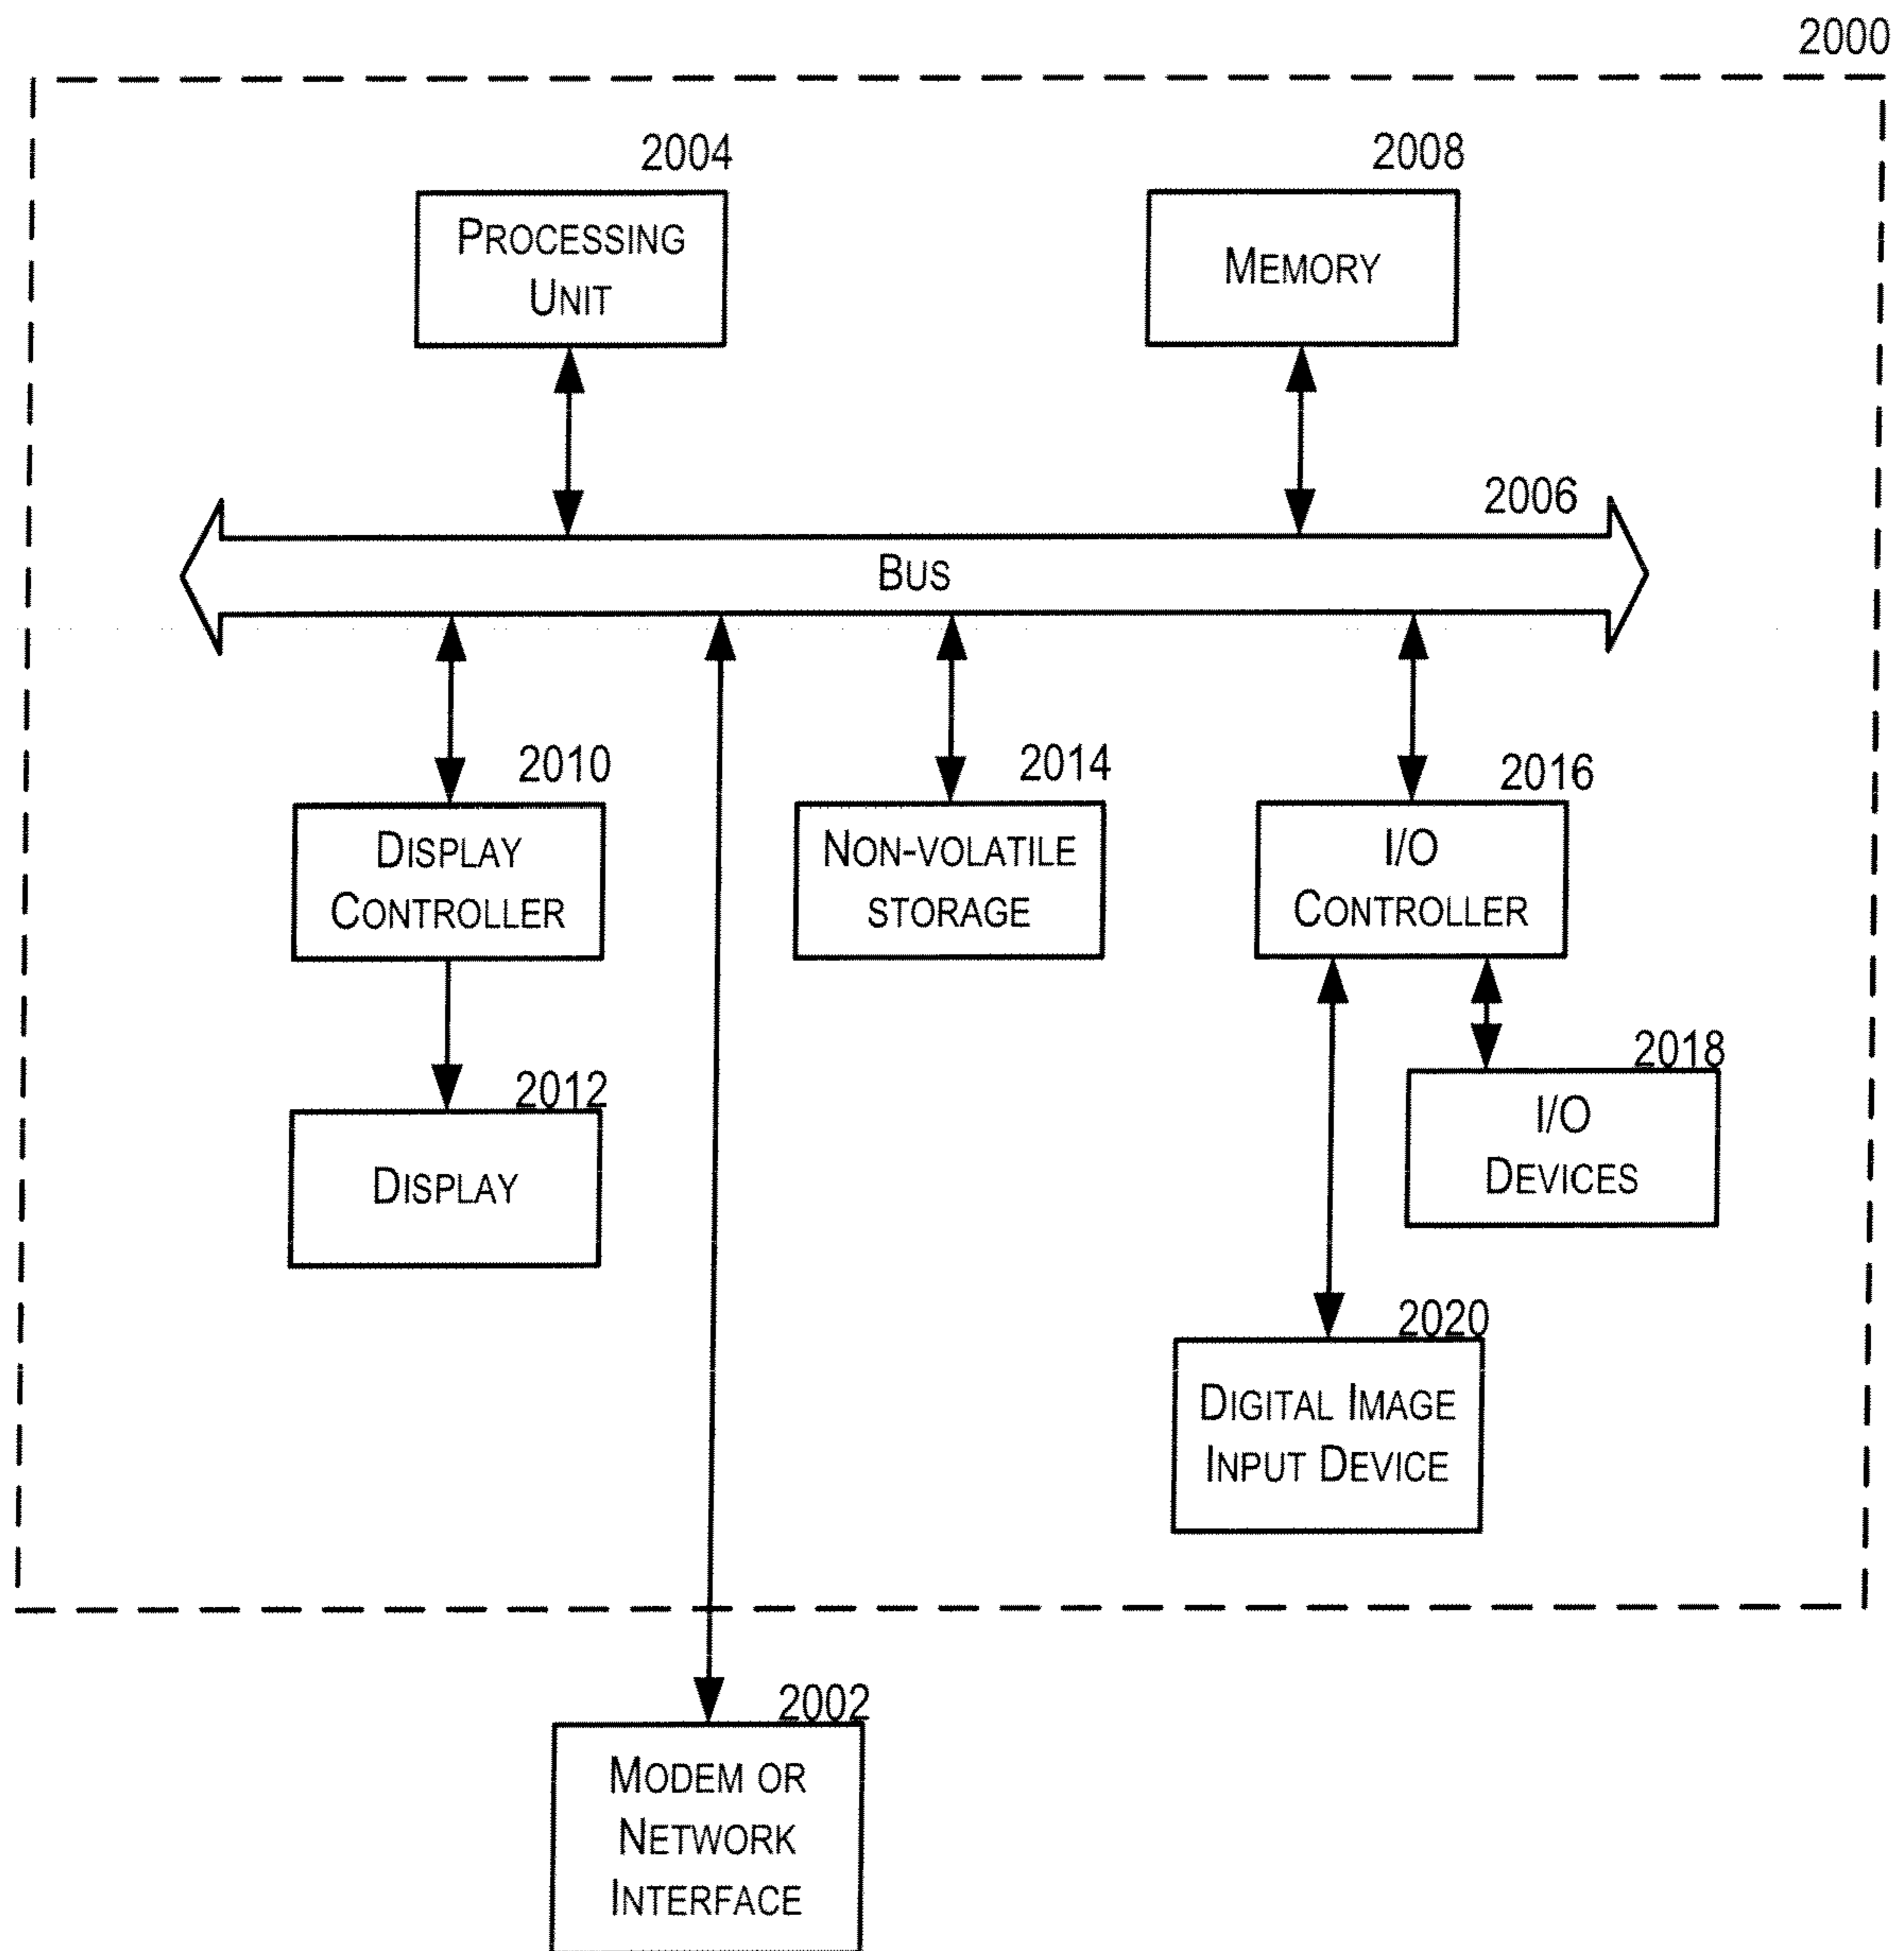 2000
2004
PROCESSING
UNIT
2008
MEMORY
2006
BUS
2010
DISPLAY
CONTROLLER
2014
NON-VOLATILE
STORAGE
2016
I/O
CONTROLLER
2012
DISPLAY
2018
I/O
DEVICES
2020
DIGITAL IMAGE
INPUT DEVICE
2002
MODEM OR
NETWORK
INTERFACE